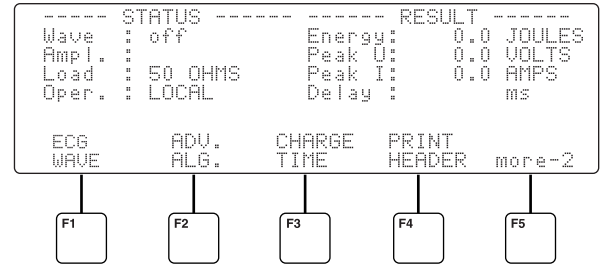 ----- STATUS ------ ------ RESULT ------
Wave : off Energy: 0.0 JOULES
Ampl. : Peak U: 0.0 VOLTS
Load : 50 OHMS Peak I: 0.0 AMPS
Oper. : LOCAL Delay : ms
ECG ADV. CHARGE PRINT
WAVE ALG. TIME HEADER more-2
F1 F2 F3 F4 F5